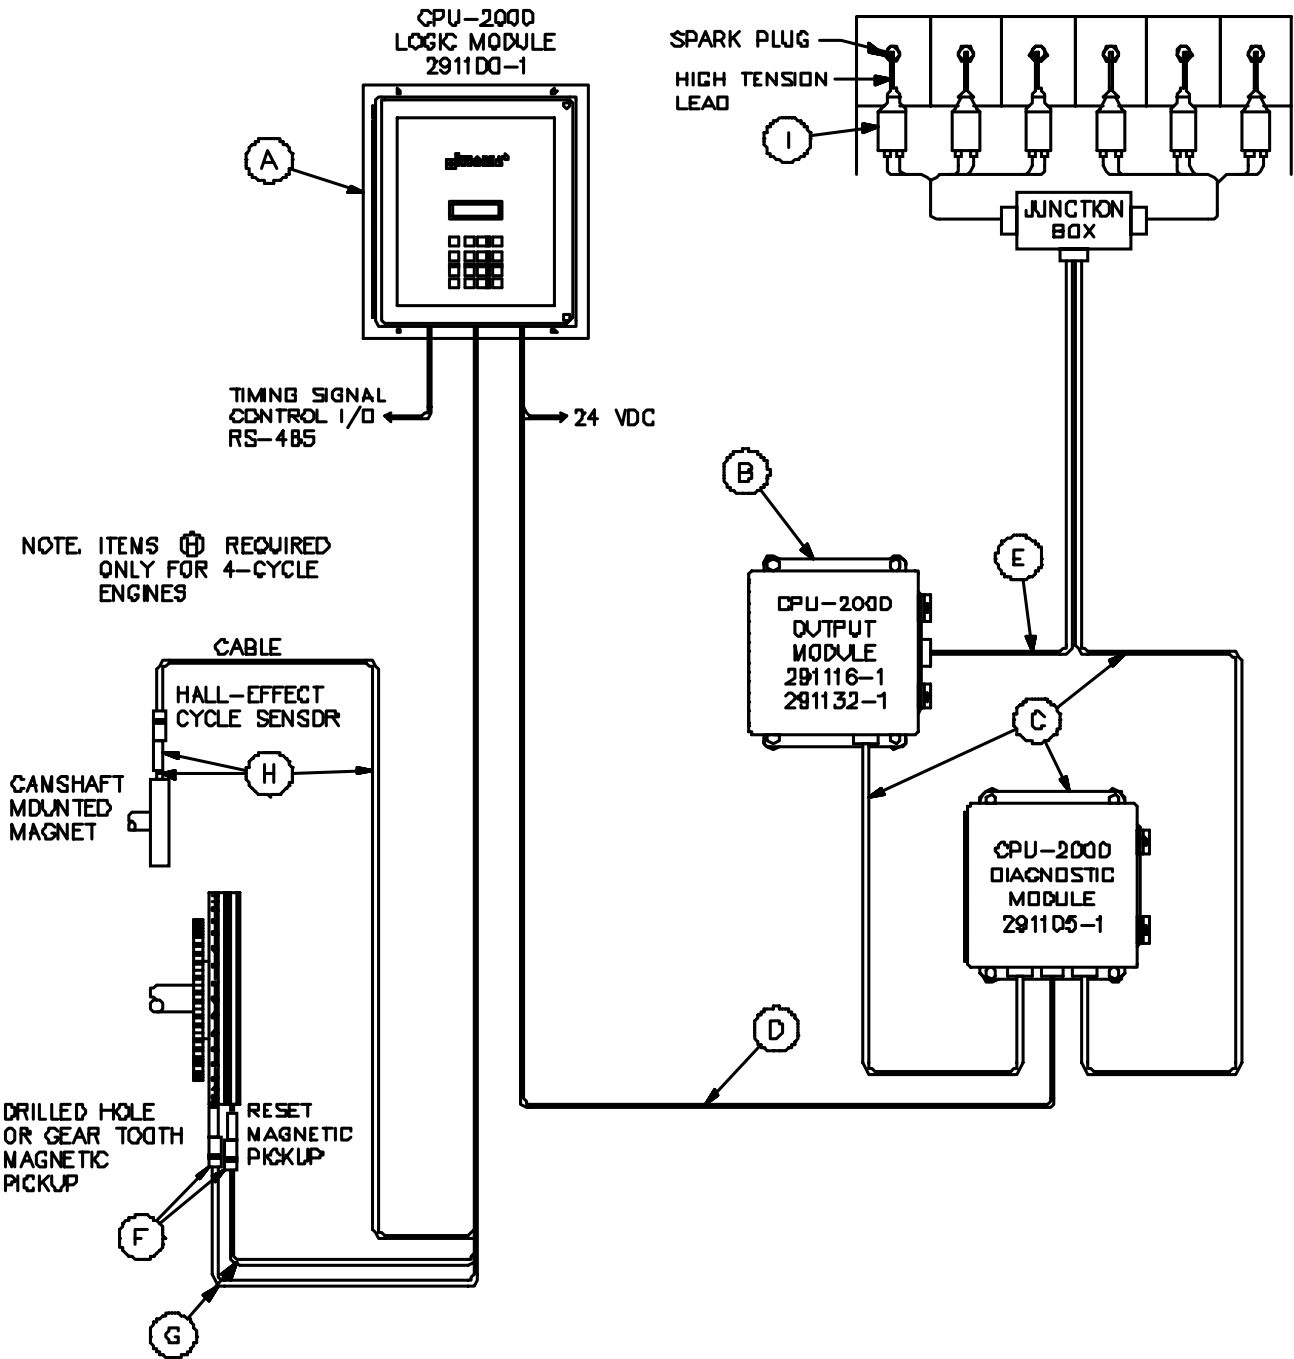 CPU-2000
LOGIC MODULE
291100-1
SPARK PLUG
HIGH TENSION
LEAD
A
I
JUNCTION
BOX
TIMING SIGNAL
CONTROL I/O
RS-485
24 VDC
B
NOTE. ITEMS H REQUIRED
ONLY FOR 4-CYCLE
ENGINES
E
CPU-2000
OUTPUT
MODULE
291116-1
291132-1
CABLE
HALL-EFFECT
CYCLE SENSOR
C
H
CAMSHAFT
MOUNTED
MAGNET
CPU-2000
DIAGNOSTIC
MODULE
291105-1
D
DRILLED HOLE
OR GEAR TOOTH
MAGNETIC
PICKUP
RESET
MAGNETIC
PICKUP
F
G